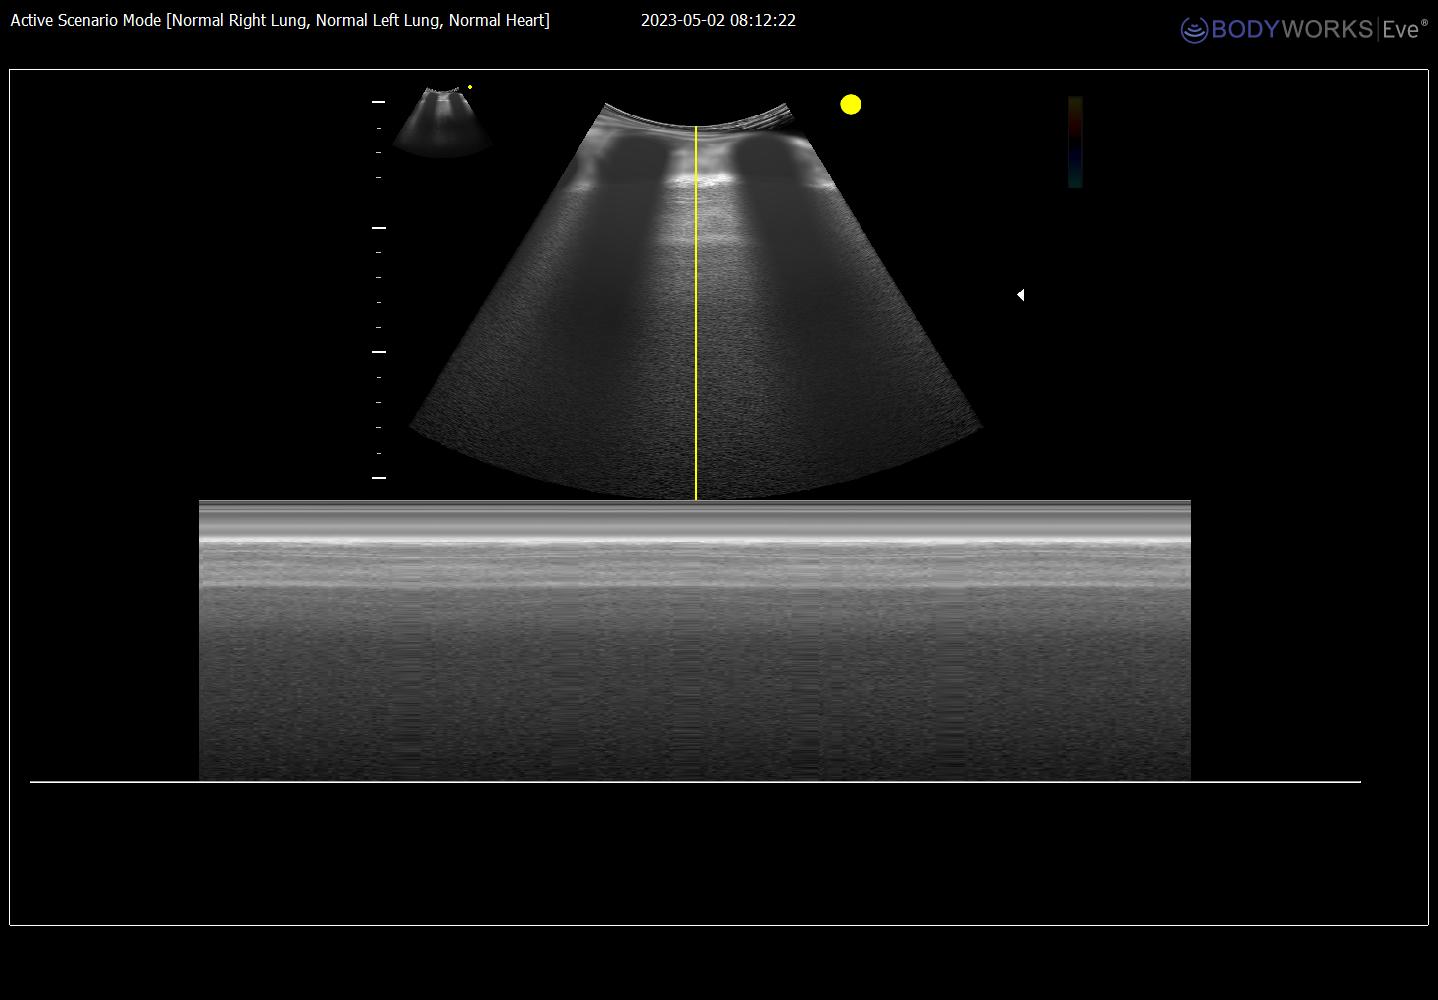 Active Scenario Mode [Normal Right Lung, Normal Left Lung, Normal Heart]
2023-05-02 08:12:22
BODYWORKS|Eve®